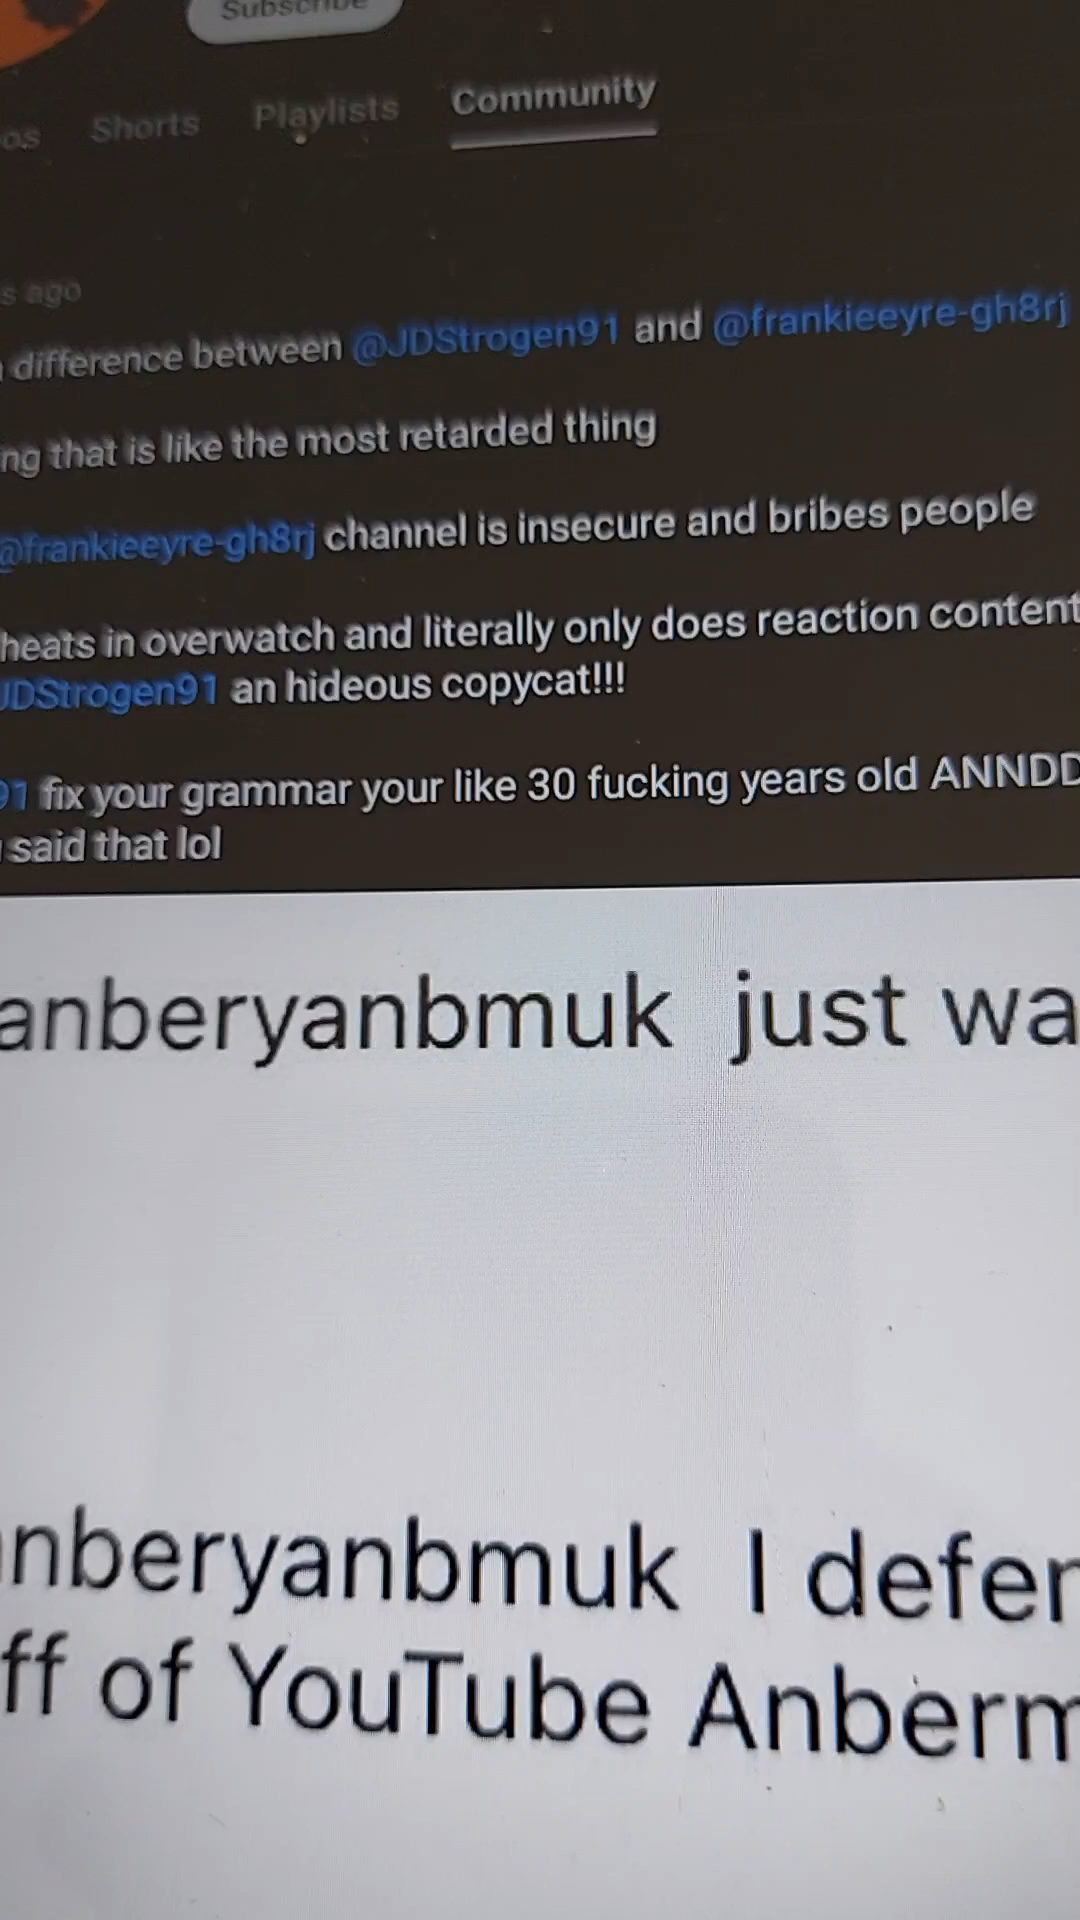 Subscribe
os Shorts Playlists Community
s ago
difference between @JDStrogen91 and @frankieeyre-gh8rj
ng that is like the most retarded thing
@frankieeyre-gh8rj channel is insecure and bribes people
heats in overwatch and literally only does reaction content
JDStrogen91 an hideous copycat!!!
91 fix your grammar your like 30 fucking years old ANNDD
said that lol
anberyanbmuk just wa
nberyanbmuk I defen
ff of YouTube Anberm